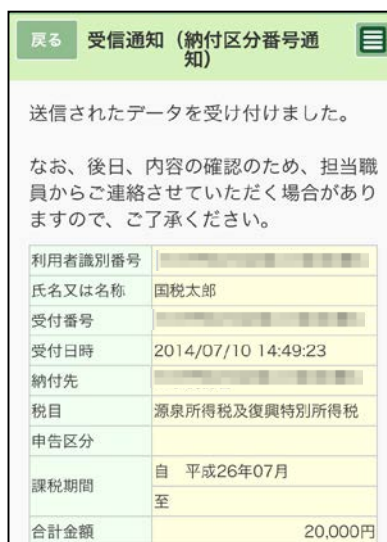 戻る
受信通知（納付区分番号通
知）
送信されたデータを受け付けました。
なお、後日、内容の確認のため、担当職
員からご連絡させていただく場合があり
ますので、ご了承ください。
利用者識別番号
氏名又は名称 国税太郎
受付番号
受付日時 2014/07/10 14:49:23
納付先
税目 源泉所得税及復興特別所得税
申告区分
課税期間 自 平成26年07月
至
合計金額 20,000円